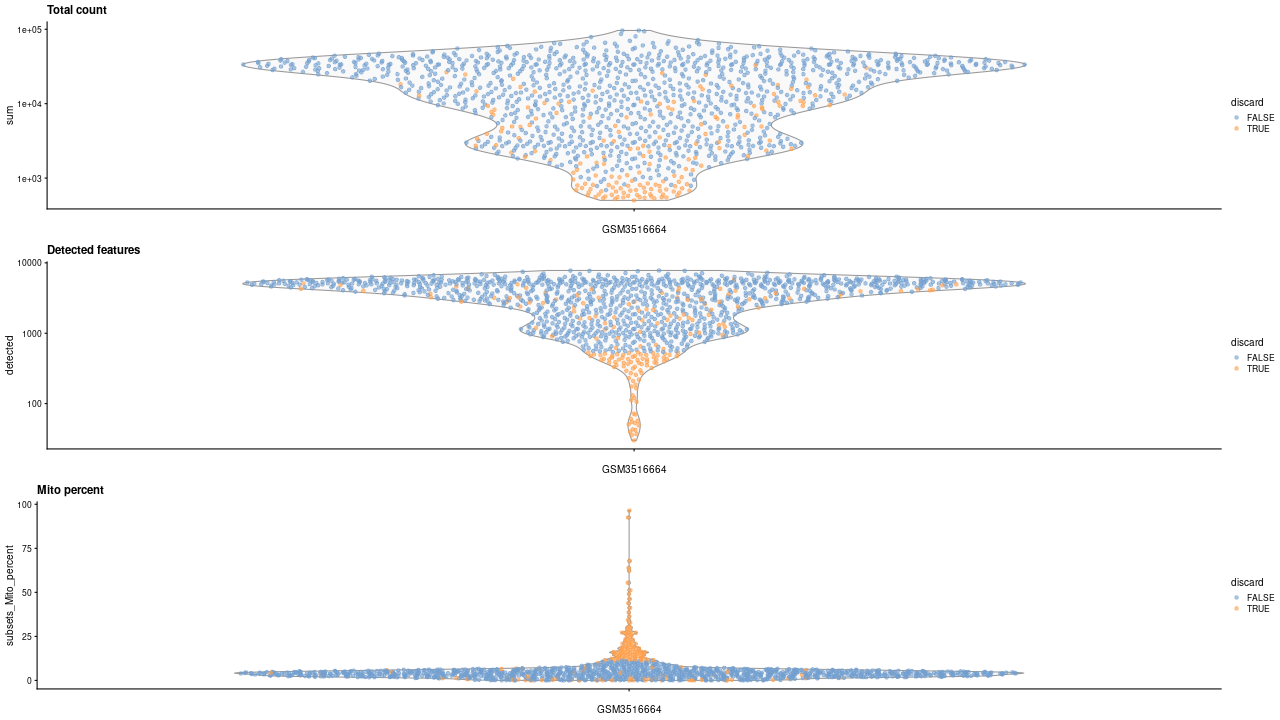 Total count
1e+05
1e+04
1e+03
sum
GSM3516664
discard
FALSE
TRUE
Detected features
10000
1000
100
detected
GSM3516664
discard
FALSE
TRUE
Mito percent
100
75
50
25
0
subsets_Mito_percent
GSM3516664
discard
FALSE
TRUE